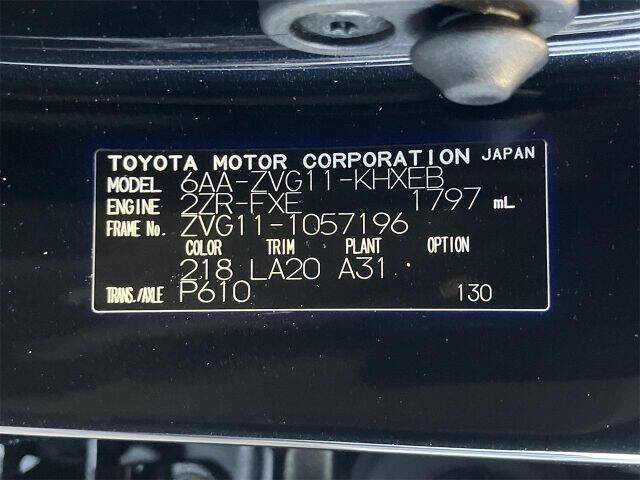 TOYOTA MOTOR CORPORATION JAPAN
MODEL 6AA-ZVG11-KHXEB
ENGINE 2ZR-FXE 1797 mL
FRAME No. ZVG11-1057196
COLOR TRIM PLANT OPTION
218 LA20 A31
TRANS./AXLE P610 130